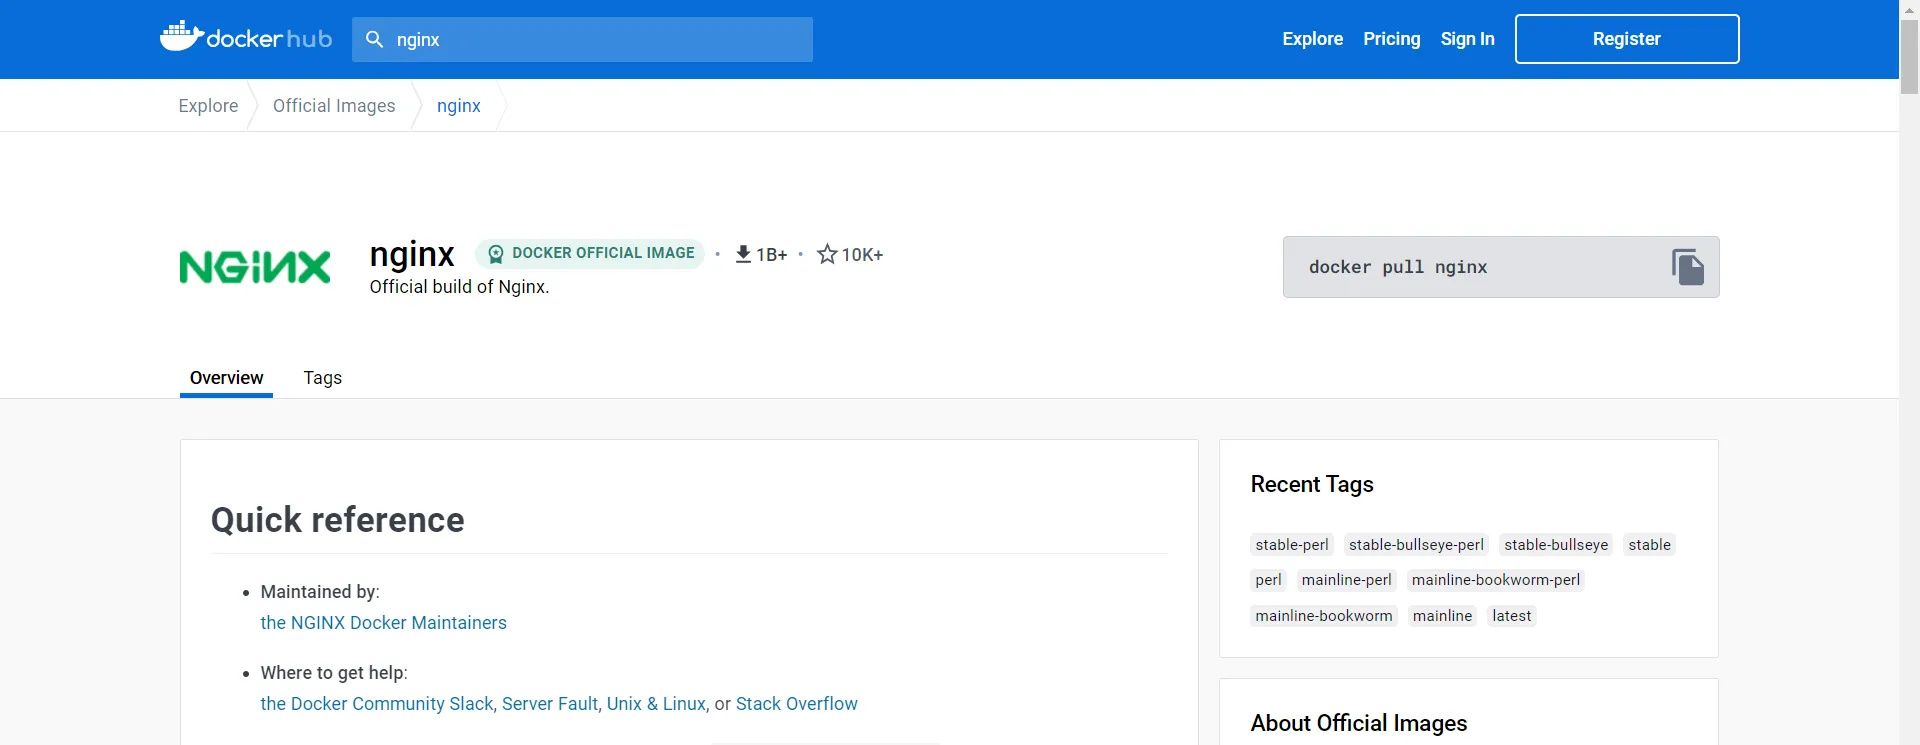 docker hub
nginx
Explore Pricing Sign In Register
Explore Official Images nginx
NGINX
nginx DOCKER OFFICIAL IMAGE • 1B+ • 10K+
Official build of Nginx.
docker pull nginx
Overview Tags
Quick reference
• Maintained by:
the NGINX Docker Maintainers
• Where to get help:
the Docker Community Slack, Server Fault, Unix & Linux, or Stack Overflow
Recent Tags
stable-perl stable-bullseye-perl stable-bullseye stable
perl mainline-perl mainline-bookworm-perl
mainline-bookworm mainline latest
About Official Images